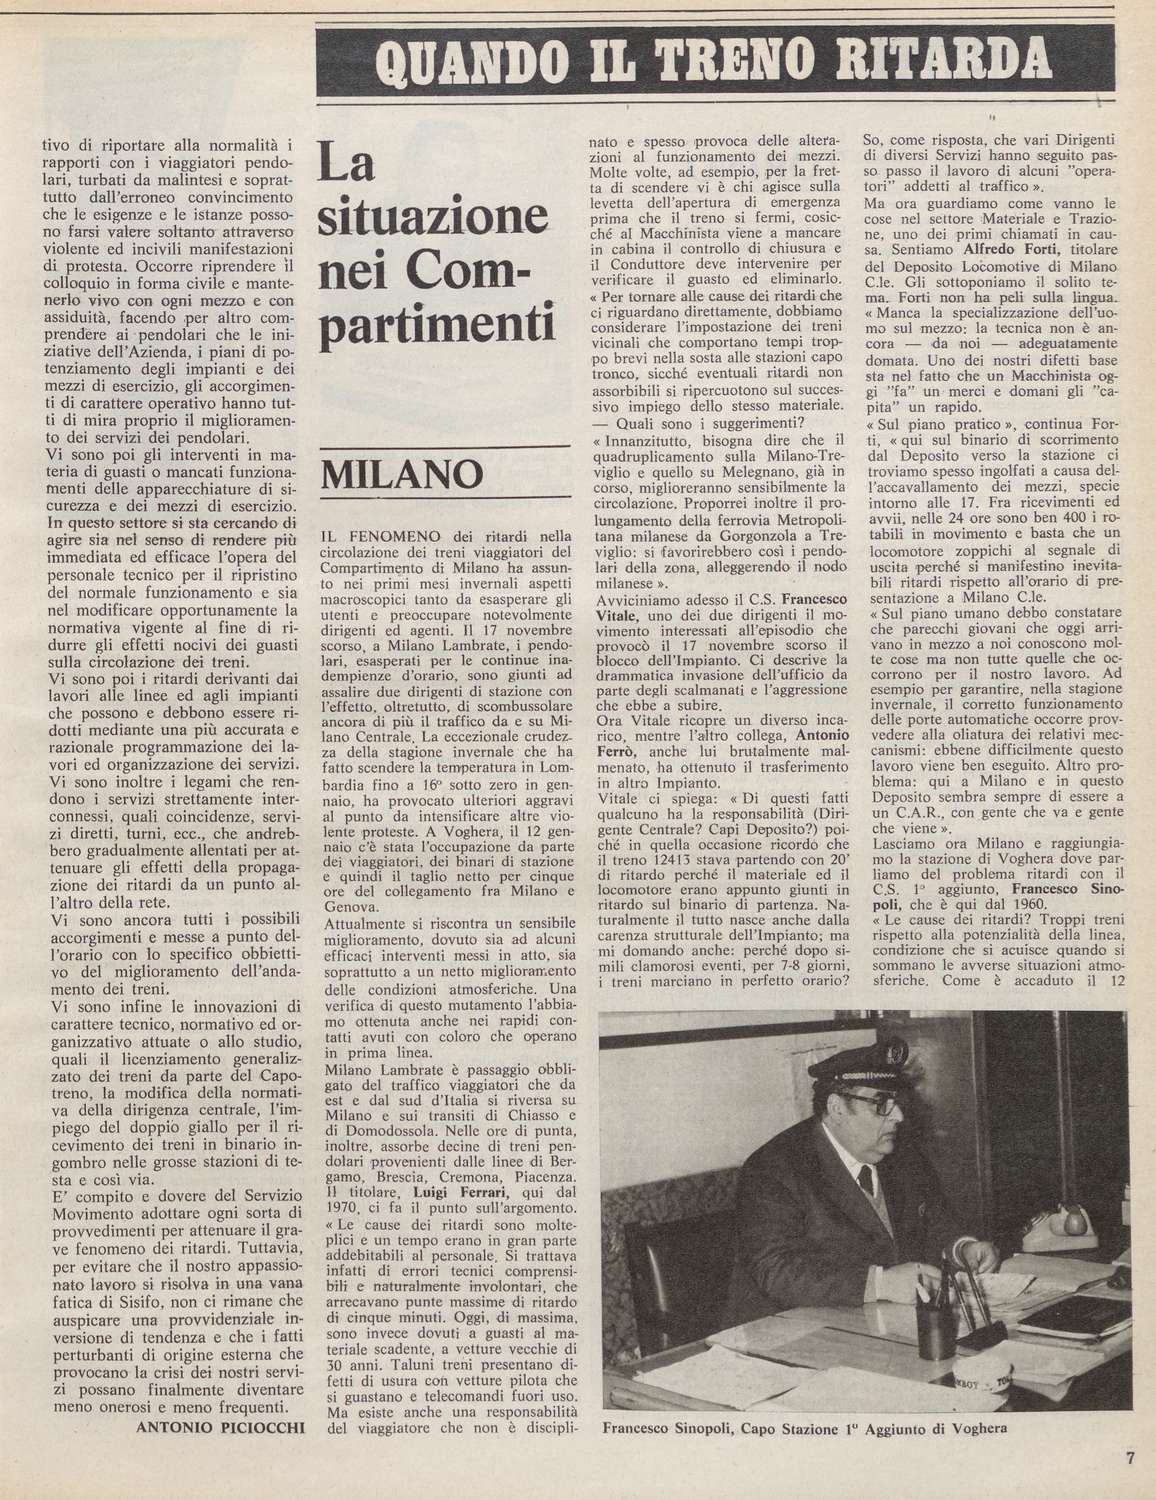 QUANDO IL TRENO RITARDA
tivo di riportare alla normalità i
rapporti con i viaggiatori pendo-
lari, turbati da malintesi e soprat-
tutto dall'erroneo convincimento
che le esigenze e le istanze posso-
no farsi valere soltanto attraverso
violente ed incivili manifestazioni
di protesta. Occorre riprendere il
colloquio in forma civile e mante-
nerlo vivo con ogni mezzo e con
assiduità, facendo per altro com-
prendere ai pendolari che le ini-
ziative dell'Azienda, i piani di po-
tenziamento degli impianti e dei
mezzi di esercizio, gli accorgimen-
ti di carattere operativo hanno tut-
ti di mira proprio il miglioramen-
to dei servizi dei pendolari.
Vi sono poi gli interventi in ma-
teria di guasti o mancati funziona-
menti delle apparecchiature di si-
curezza e dei mezzi di esercizio.
In questo settore si sta cercando di
agire sia nel senso di rendere più
immediata ed efficace l'opera del
personale tecnico per il ripristino
del normale funzionamento e sia
nel modificare opportunamente la
normativa vigente al fine di ri-
durre gli effetti nocivi dei guasti
sulla circolazione dei treni.
Vi sono poi i ritardi derivanti dai
lavori alle linee ed agli impianti
che possono e debbono essere ri-
dotti mediante una più accurata e
razionale programmazione dei la-
vori ed organizzazione dei servizi.
Vi sono inoltre i legami che ren-
dono i servizi strettamente inter-
connessi, quali coincidenze, servi-
zi diretti, turni, ecc., che andreb-
bero gradualmente allentati per at-
tenuare gli effetti della propaga-
zione dei ritardi da un punto al-
l'altro della rete.
Vi sono ancora tutti i possibili
accorgimenti e messe a punto del-
l'orario con lo specifico obbietti-
vo del miglioramento dell'anda-
mento dei treni.
Vi sono infine le innovazioni di
carattere tecnico, normativo ed or-
ganizzativo attuate o allo studio,
quali il licenziamento generaliz-
zato dei treni da parte del Capo-
treno, la modifica della normati-
va della dirigenza centrale, l'im-
piego del doppio giallo per il ri-
cevimento dei treni in binario in-
gombro nelle grosse stazioni di te-
sta e così via.
E' compito e dovere del Servizio
Movimento adottare ogni sorta di
provvedimenti per attenuare il gra-
ve fenomeno dei ritardi. Tuttavia,
per evitare che il nostro appassio-
nato lavoro si risolva in una vana
fatica di Sisifo, non ci rimane che
auspicare una provvidenziale in-
versione di tendenza e che i fatti
perturbanti di origine esterna che
provocano la crisi dei nostri servi-
zi possano finalmente diventare
meno onerosi e meno frequenti.
ANTONIO PICIOCCHI
La
situazione
nei Com-
partimenti
MILANO
IL FENOMENO dei ritardi nella
circolazione dei treni viaggiatori del
Compartimento di Milano ha assun-
to nei primi mesi invernali aspetti
macroscopici tanto da esasperare gli
utenti e preoccupare notevolmente
dirigenti ed agenti. Il 17 novembre
scorso, a Milano Lambrate, i pendo-
lari, esasperati per le continue ina-
dempienze d'orario, sono giunti ad
assalire due dirigenti di stazione con
l'effetto, oltretutto, di scombussolare
ancora di più il traffico da e su Mi-
lano Centrale. La eccezionale crudez-
za della stagione invernale che ha
fatto scendere la temperatura in Lom-
bardia fino a 16° sotto zero in gen-
naio, ha provocato ulteriori aggravi
al punto da intensificare altre vio-
lente proteste. A Voghera, il 12 gen-
naio c'è stata l'occupazione da parte
dei viaggiatori, dei binari di stazione
e quindi il taglio netto per cinque
ore del collegamento fra Milano e
Genova.
Attualmente si riscontra un sensibile
miglioramento, dovuto sia ad alcuni
efficaci interventi messi in atto, sia
soprattutto a un netto miglioramento
delle condizioni atmosferiche. Una
verifica di questo mutamento l'abbia-
mo ottenuta anche nei rapidi con-
tatti avuti con coloro che operano
in prima linea.
Milano Lambrate è passaggio obbli-
gato del traffico viaggiatori che da
est e dal sud d'Italia si riversa su
Milano e sui transiti di Chiasso e
di Domodossola. Nelle ore di punta,
inoltre, assorbe decine di treni pen-
dolari provenienti dalle linee di Ber-
gamo, Brescia, Cremona, Piacenza.
Il titolare, Luigi Ferrari, qui dal
1970, ci fa il punto sull'argomento.
« Le cause dei ritardi sono molte-
plici e un tempo erano in gran parte
addebitabili al personale. Si trattava
infatti di errori tecnici comprensi-
bili e naturalmente involontari, che
arrecavano punte massime di ritardo
di cinque minuti. Oggi, di massima,
sono invece dovuti a guasti al ma-
teriale scadente, a vetture vecchie di
30 anni. Taluni treni presentano di-
fetti di usura con vetture pilota che
si guastano e telecomandi fuori uso.
Ma esiste anche una responsabilità
del viaggiatore che non è discipli-
nato e spesso provoca delle altera-
zioni al funzionamento dei mezzi.
Molte volte, ad esempio, per la fret-
ta di scendere vi è chi agisce sulla
levetta dell'apertura di emergenza
prima che il treno si fermi, cosic-
ché al Macchinista viene a mancare
in cabina il controllo di chiusura e
il Conduttore deve intervenire per
verificare il guasto ed eliminarlo.
« Per tornare alle cause dei ritardi che
ci riguardano direttamente, dobbiamo
considerare l'impostazione dei treni
vicinali che comportano tempi trop-
po brevi nella sosta alle stazioni capo
tronco, sicché eventuali ritardi non
assorbibili si ripercuotono sul succes-
sivo impiego dello stesso materiale.
— Quali sono i suggerimenti?
« Innanzitutto, bisogna dire che il
quadruplicamento sulla Milano-Tre-
viglio e quello su Melegnano, già in
corso, miglioreranno sensibilmente la
circolazione. Proporrei inoltre il pro-
lungamento della ferrovia Metropoli-
tana milanese da Gorgonzola a Tre-
viglio: si favorirebbero così i pendo-
lari della zona, alleggerendo il nodo
milanese ».
Avviciniamo adesso il C.S. Francesco
Vitale, uno dei due dirigenti il mo-
vimento interessati all'episodio che
provocò il 17 novembre scorso il
blocco dell'Impianto. Ci descrive la
drammatica invasione dell'ufficio da
parte degli scalmanati e l'aggressione
che ebbe a subire.
Ora Vitale ricopre un diverso inca-
rico, mentre l'altro collega, Antonio
Ferrò, anche lui brutalmente mal-
menato, ha ottenuto il trasferimento
in altro Impianto.
Vitale ci spiega: « Di questi fatti
qualcuno ha la responsabilità (Diri-
gente Centrale? Capi Deposito?) poi-
ché in quella occasione ricordo che
il treno 12413 stava partendo con 20'
di ritardo perché il materiale ed il
locomotore erano appunto giunti in
ritardo sul binario di partenza. Na-
turalmente il tutto nasce anche dalla
carenza strutturale dell'Impianto; ma
mi domando anche: perché dopo si-
mili clamorosi eventi, per 7-8 giorni,
i treni marciano in perfetto orario?
So, come risposta, che vari Dirigenti
di diversi Servizi hanno seguito pas-
so passo il lavoro di alcuni "opera-
tori" addetti al traffico ».
Ma ora guardiamo come vanno le
cose nel settore Materiale e Trazio-
ne, uno dei primi chiamati in cau-
sa. Sentiamo Alfredo Forti, titolare
del Deposito Locomotive di Milano
C.le. Gli sottoponiamo il solito te-
ma. Forti non ha peli sulla lingua.
« Manca la specializzazione dell'uo-
mo sul mezzo: la tecnica non è an-
cora — da noi — adeguatamente
domata. Uno dei nostri difetti base
sta nel fatto che un Macchinista og-
gi "fa" un merci e domani gli "ca-
pita" un rapido.
« Sul piano pratico », continua For-
ti, « qui sul binario di scorrimento
dal Deposito verso la stazione ci
troviamo spesso ingolfati a causa del-
l'accavallamento dei mezzi, specie
intorno alle 17. Fra ricevimenti ed
avvii, nelle 24 ore sono ben 400 i ro-
tabili in movimento e basta che un
locomotore zoppichi al segnale di
uscita perché si manifestino inevita-
bili ritardi rispetto all'orario di pre-
sentazione a Milano C.le.
« Sul piano umano debbo constatare
che parecchi giovani che oggi arri-
vano in mezzo a noi conoscono mol-
te cose ma non tutte quelle che oc-
corrono per il nostro lavoro. Ad
esempio per garantire, nella stagione
invernale, il corretto funzionamento
delle porte automatiche occorre prov-
vedere alla oliatura dei relativi mec-
canismi: ebbene difficilmente questo
lavoro viene ben eseguito. Altro pro-
blema: qui a Milano e in questo
Deposito sembra sempre di essere a
un C.A.R., con gente che va e gente
che viene ».
Lasciamo ora Milano e raggiungia-
mo la stazione di Voghera dove par-
liamo del problema ritardi con il
C.S. 1° aggiunto, Francesco Sino-
poli, che è qui dal 1960.
« Le cause dei ritardi? Troppi treni
rispetto alla potenzialità della linea,
condizione che si acuisce quando si
sommano le avverse situazioni atmo-
sferiche. Come è accaduto il 12
Francesco Sinopoli, Capo Stazione 1° Aggiunto di Voghera
7